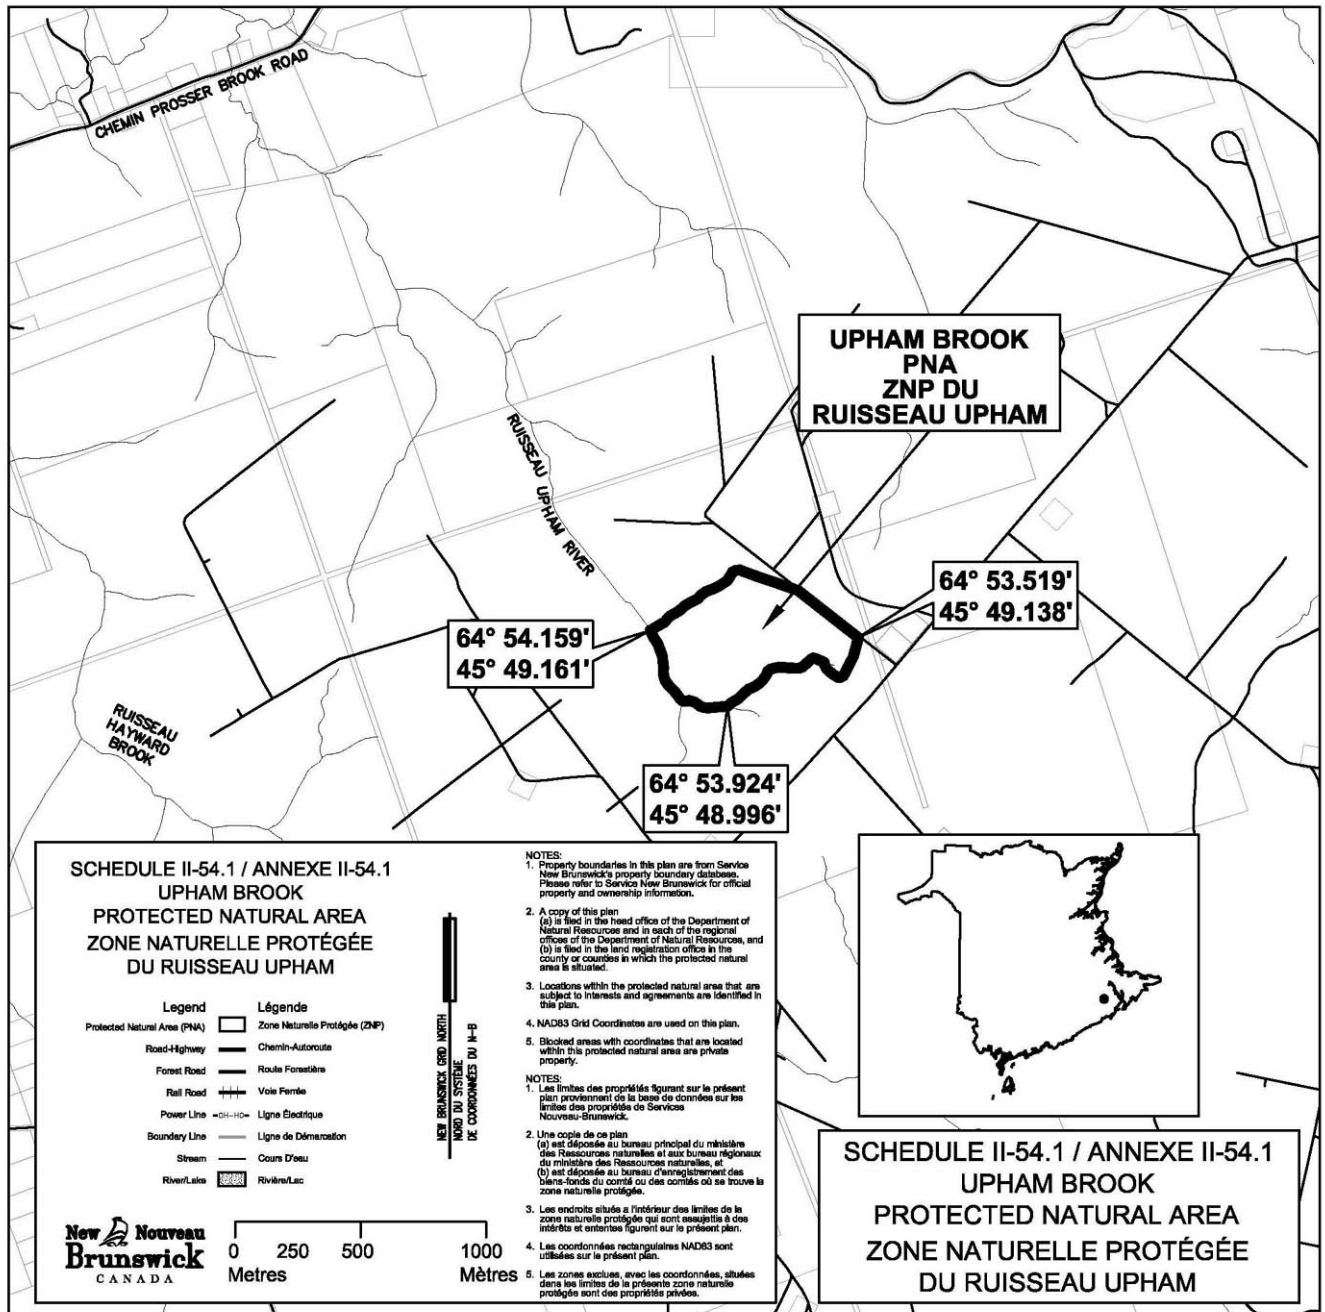 CHEMIN PROSSER BROOK ROAD
UPHAM BROOK
PNA
ZNP DU
RUISSEAU UPHAM
RUISSEAU UPHAM RIVER
64° 53.519'
45° 49.138'
64° 54.159'
45° 49.161'
RUISSEAU
HAYWARD
BROOK
64° 53.924'
45° 48.996'
SCHEDULE II-54.1 / ANNEXE II-54.1
UPHAM BROOK
PROTECTED NATURAL AREA
ZONE NATURELLE PROTÉGÉE
DU RUISSEAU UPHAM
Legend Légende
Protected Natural Area (PNA) Zone Naturelle Protégée (ZNP)
Road-Highway Chemin-Autoroute
Forest Road Route Forestière
Rail Road Voie Ferrée
Power Line OH-HO Ligne Électrique
Boundary Line Ligne de Démarcation
Stream Cours D'eau
River/Lake Rivière/Lac
NEW BRUNSWICK GRID NORTH
NORD DU SYSTÈME
DE COORDONNÉES DU N-B
New Nouveau
Brunswick
CANADA
0 250 500 1000
Metres Mètres
NOTES:
1. Property boundaries in this plan are from Service
New Brunswick's property boundary database.
Please refer to Service New Brunswick for official
property and ownership information.
2. A copy of this plan
(a) is filed in the head office of the Department of
Natural Resources and in each of the regional
offices of the Department of Natural Resources, and
(b) is filed in the land registration office in the
county or counties in which the protected natural
area is situated.
3. Locations within the protected natural area that are
subject to interests and agreements are identified in
this plan.
4. NAD83 Grid Coordinates are used on this plan.
5. Blocked areas with coordinates that are located
within this protected natural area are private
property.
NOTES:
1. Les limites des propriétés figurant sur le présent
plan proviennent de la base de données sur les
limites des propriétés de Services
Nouveau-Brunswick.
2. Une copie de ce plan
(a) est déposée au bureau principal du ministère
des Ressources naturelles et aux bureau régionaux
du ministère des Ressources naturelles, et
(b) est déposée au bureau d'enregistrement des
biens-fonds du comté ou des comtés où se trouve la
zone naturelle protégée.
3. Les endroits situés a l'intérieur des limites de la
zone naturelle protégée qui sont assujettis à des
intérêts et ententes figurent sur le présent plan.
4. Les coordonnées rectangulaires NAD83 sont
utilisées sur le présent plan.
5. Les zones exclues, avec les coordonnées, situées
dans les limites de la présente zone naturelle
protégée sont des propriétés privées.
SCHEDULE II-54.1 / ANNEXE II-54.1
UPHAM BROOK
PROTECTED NATURAL AREA
ZONE NATURELLE PROTÉGÉE
DU RUISSEAU UPHAM